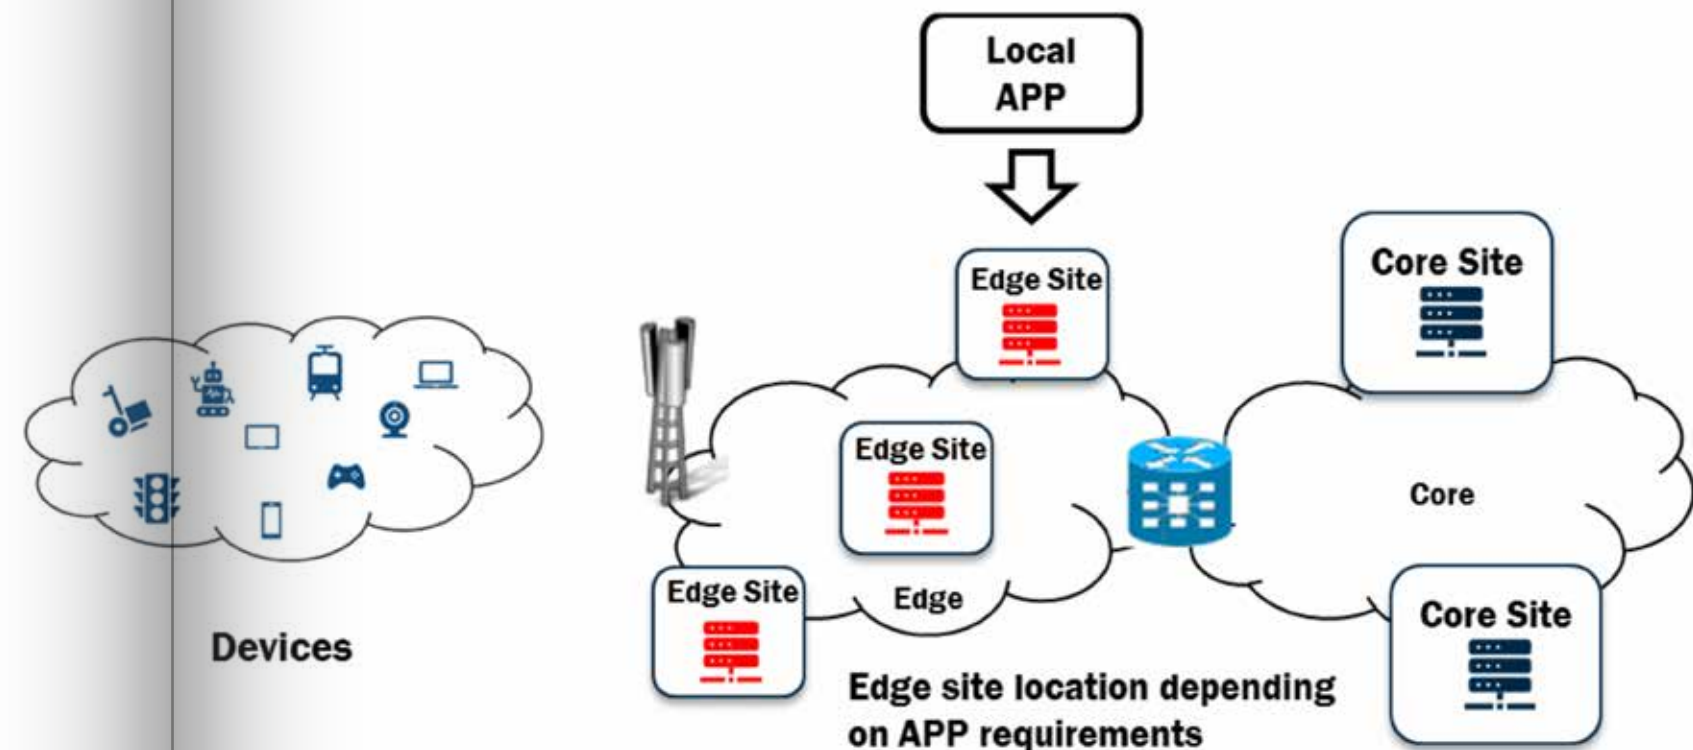 Local
APP
Edge Site
Core Site
Edge Site
Core
Edge Site
Edge
Core Site
Devices
Edge site location depending
on APP requirements